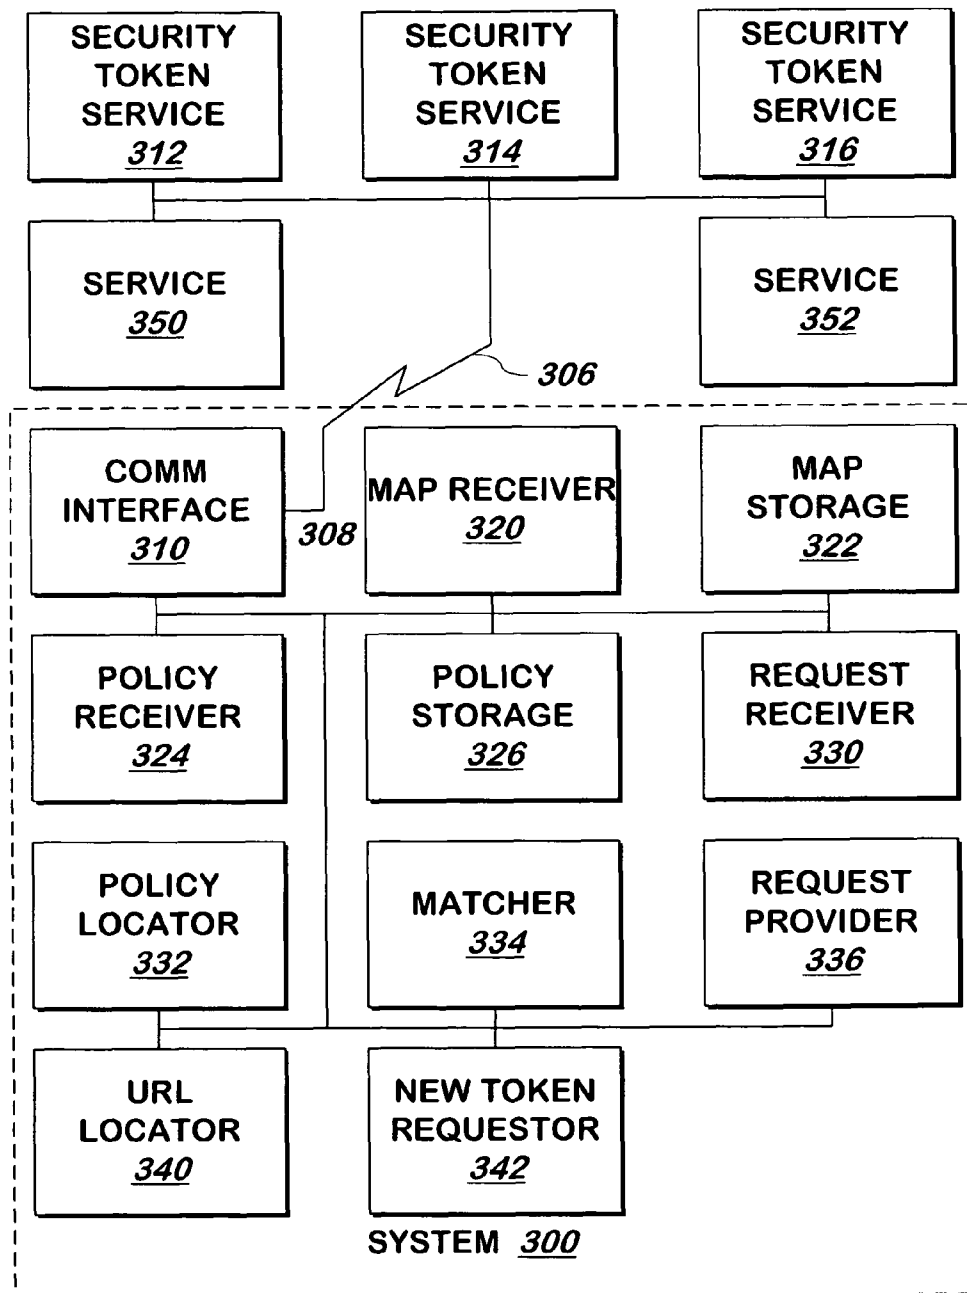 SECURITY
TOKEN
SERVICE
312
SECURITY
TOKEN
SERVICE
314
SECURITY
TOKEN
SERVICE
316
SERVICE
350
SERVICE
352
306
COMM
INTERFACE
310
308
MAP RECEIVER
320
MAP
STORAGE
322
POLICY
RECEIVER
324
POLICY
STORAGE
326
REQUEST
RECEIVER
330
POLICY
LOCATOR
332
MATCHER
334
REQUEST
PROVIDER
336
URL
LOCATOR
340
NEW TOKEN
REQUESTOR
342
SYSTEM 300